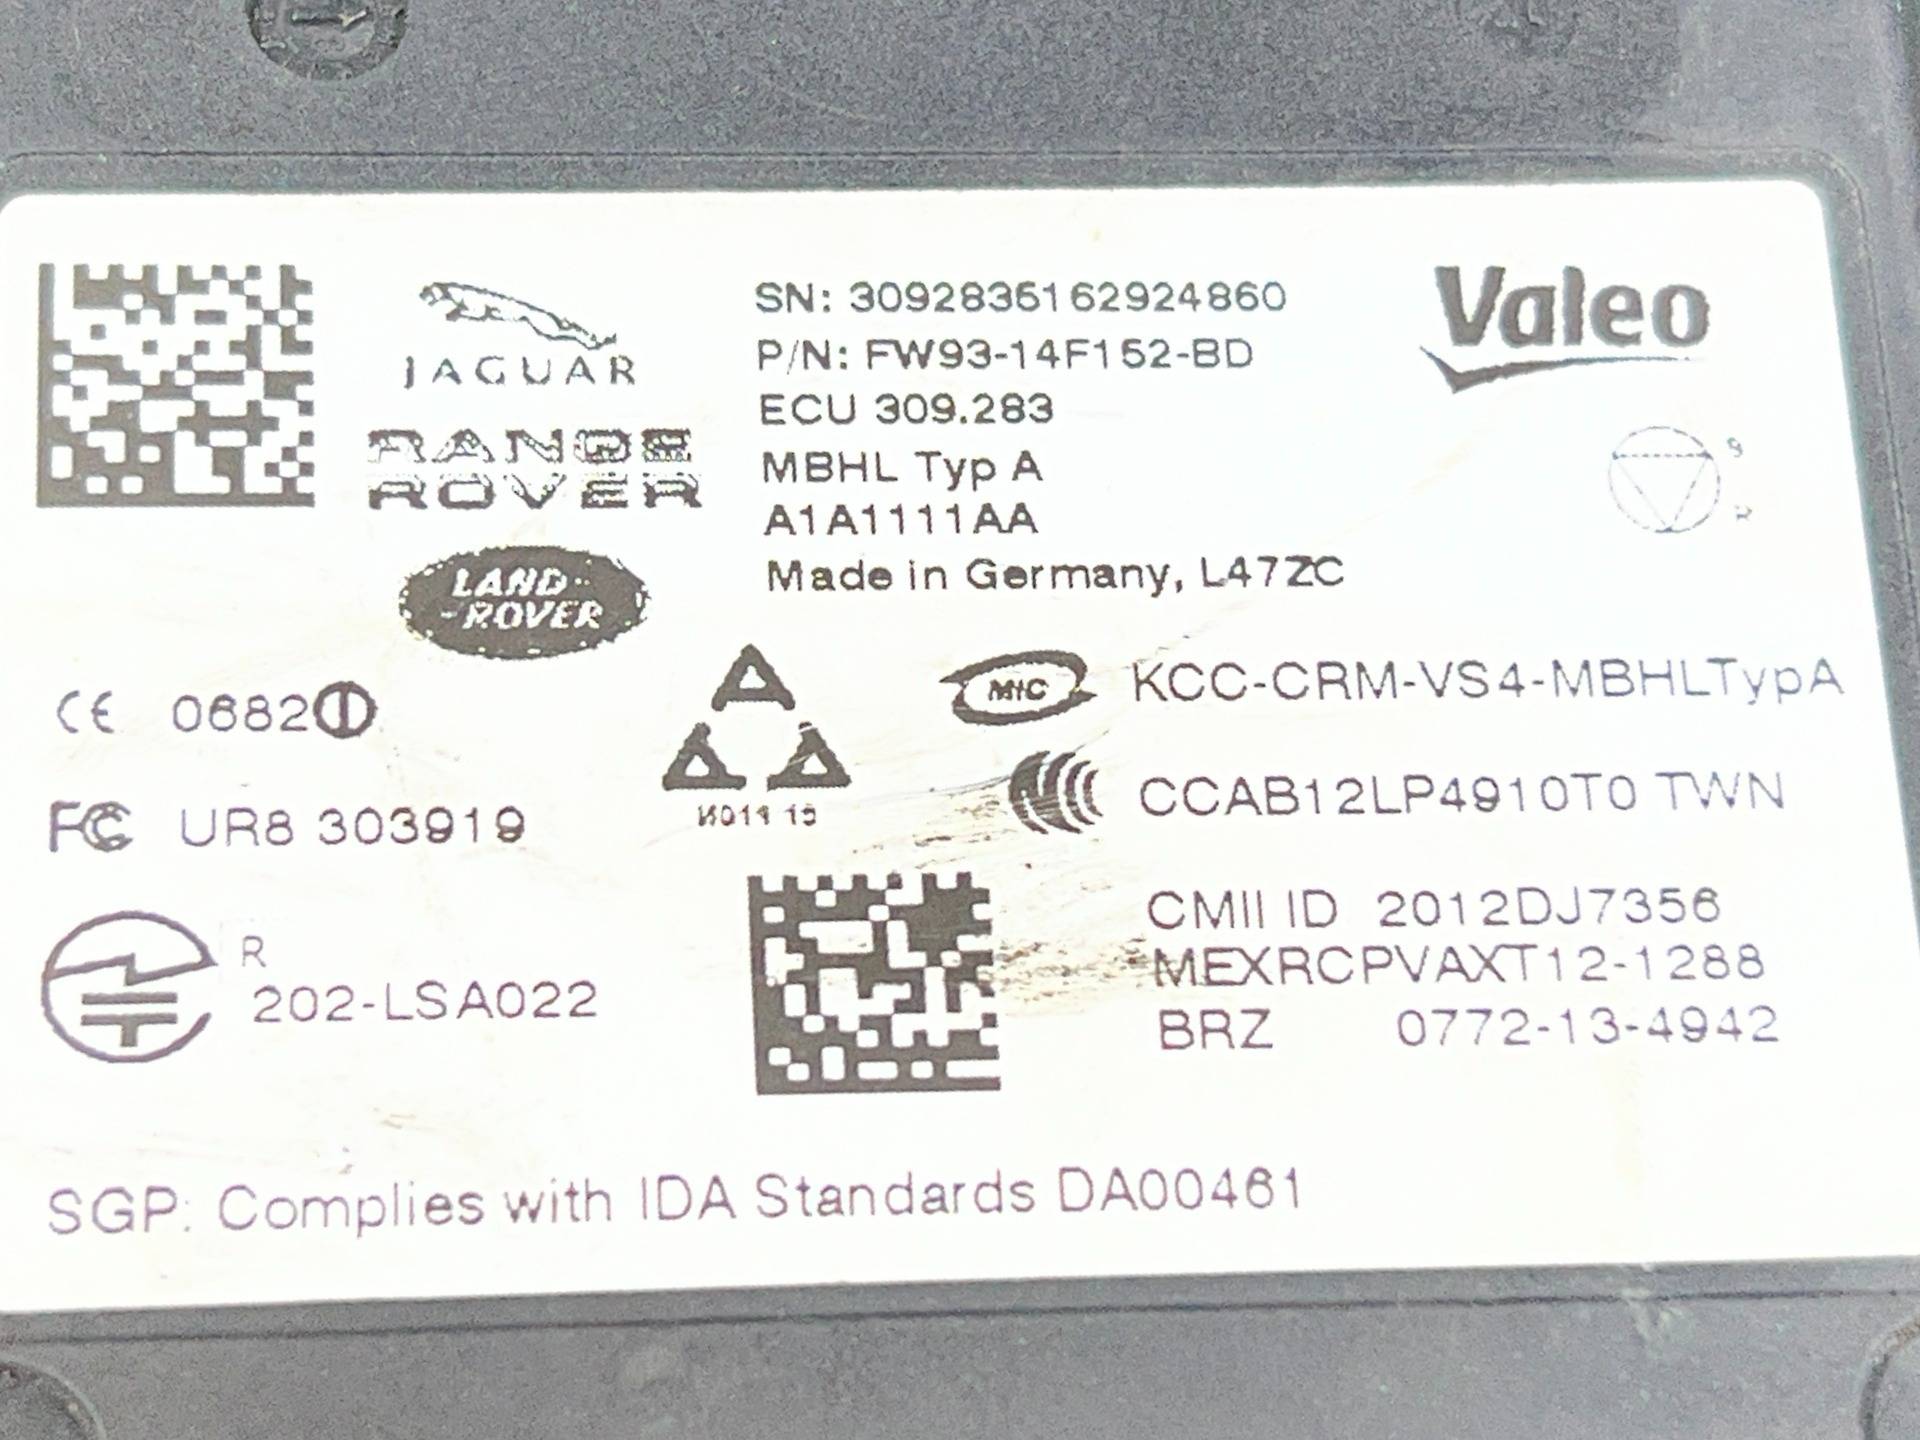 JAGUAR
RANGE
ROVER
LAND
ROVER
SN: 3092835162924860
P/N: FW93-14F152-BD
ECU 309.283
MBHL Typ A
A1A1111AA
Made in Germany, L47ZC
Valeo
S
R
CE 0682
FC UR8 303919
R
202-LSA022
MIC KCC-CRM-VS4-MBHLTypA
CCAB12LP4910T0 TWN
CMII ID 2012DJ7356
MEXRCPVAXT12-1288
BRZ 0772-13-4942
SGP: Complies with IDA Standards DA00461